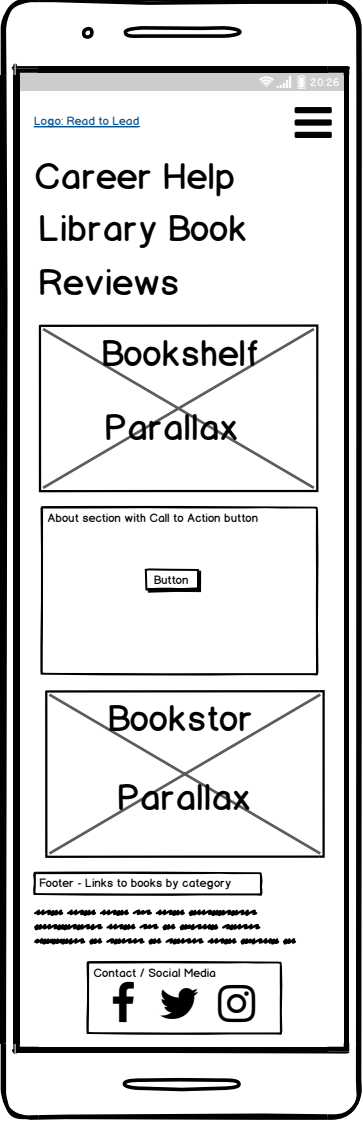 20:26
Logo: Read to Lead
Career Help
Library Book
Reviews
Bookshelf
Parallax
About section with Call to Action button
Button
Bookstor
Parallax
Footer - Links to books by category
Contact / Social Media